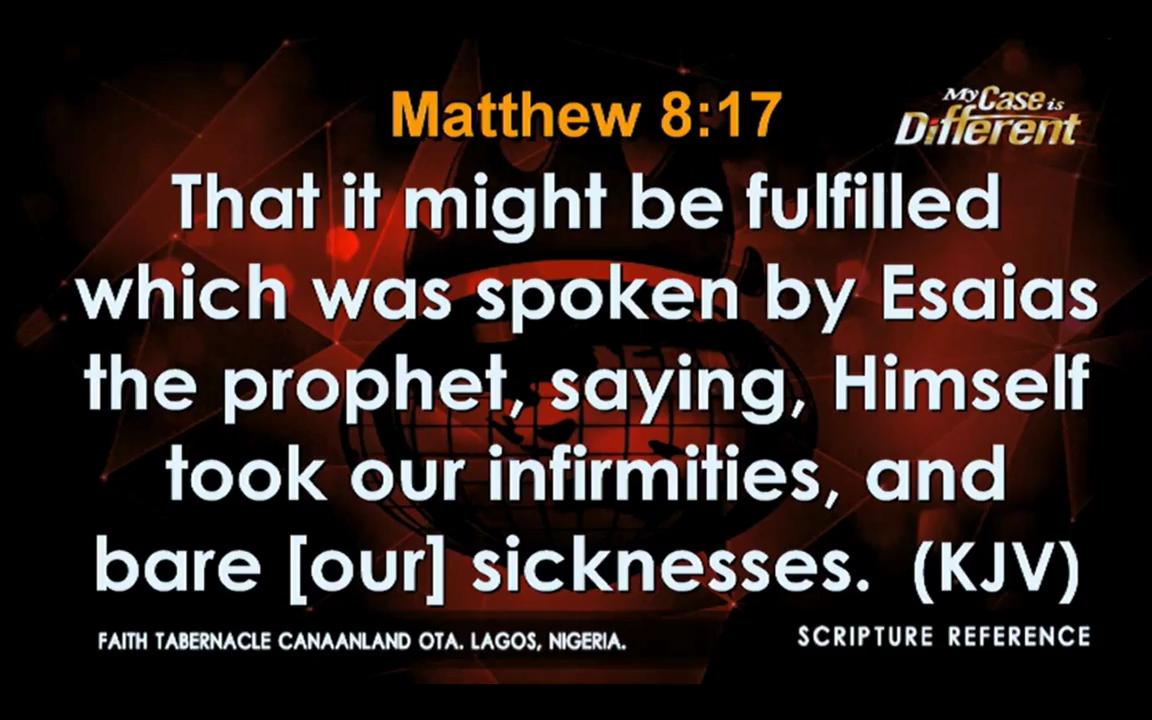 Matthew 8:17
My Case is
Different
That it might be fulfilled
which was spoken by Esaias
the prophet, saying, Himself
took our infirmities, and
bare [our] sicknesses. (KJV)
FAITH TABERNACLE CANAANLAND OTA. LAGOS, NIGERIA.
SCRIPTURE REFERENCE